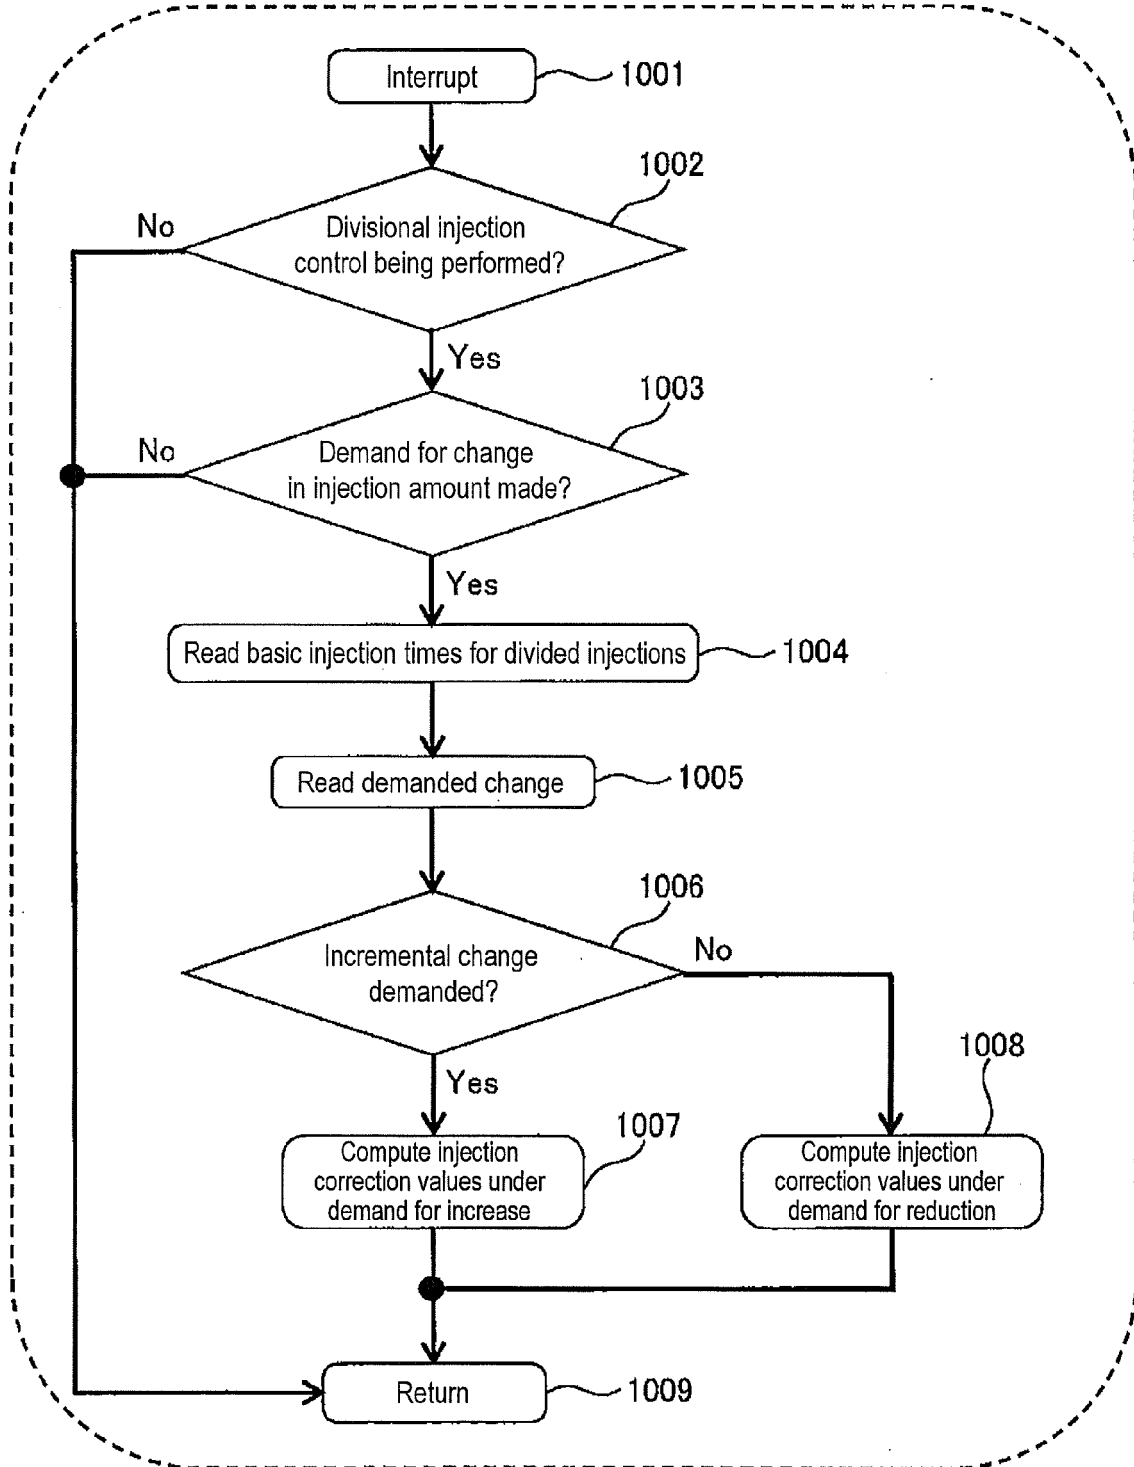 Interrupt
1001
1002
No
Divisional injection
control being performed?
Yes
1003
No
Demand for change
in injection amount made?
Yes
Read basic injection times for divided injections
1004
Read demanded change
1005
1006
No
Incremental change
demanded?
Yes
1008
1007
Compute injection
correction values under
demand for increase
Compute injection
correction values under
demand for reduction
Return
1009